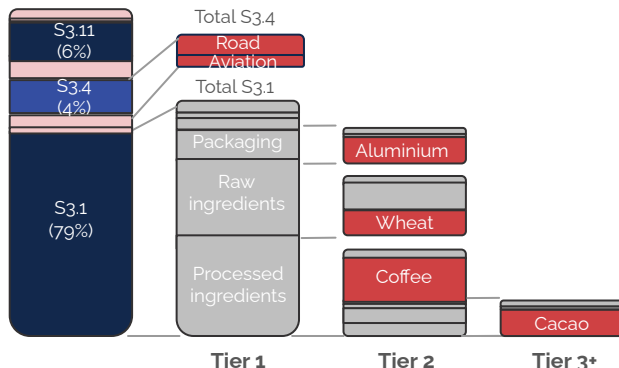 Total S3.4
S3.11
(6%)
Road
Aviation
S3.4
(4%)
Total S3.1
Packaging
Aluminium
Raw
ingredients
Wheat
S3.1
(79%)
Processed
ingredients
Coffee
Cacao
Tier 1
Tier 2
Tier 3+